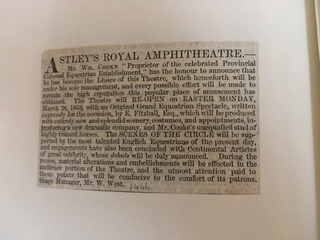 ASTLEY'S ROYAL AMPHITHEATRE.—
Mr. WM. COOKE "Proprietor of the celebrated Provincial
Colossal Equestrian Establishment," has the honour to announce that
he has become the Lessee of this Theatre, which henceforth will be
under his sole management, and every possible effort will be made to
sustain the high reputation this popular place of amusement has
obtained. The Theatre will RE-OPEN on EASTER MONDAY,
March 28, 1853, with an Original Grand Equestrian Spectacle, written
expressly for the occasion, by E. Fitzball, Esq., which will be produced
with entirely new and splendid scenery, costumes, and appointments, in-
troducing a new dramatic company, and Mr. Cooke's unequalled stud of
highly trained horses. The SCENES OF THE CIRCLE will be sup-
ported by the most talented English Equestrians of the present day,
and engagements have also been concluded with Continental Artistes
of great celebrity, whose débuts will be duly announced. During the
recess, material alterations and embellishments will be effected in the
audience portion of the Theatre, and the utmost attention paid to
those points that will be conducive to the comfort of its patrons.
Stage Manager, Mr. W. West.